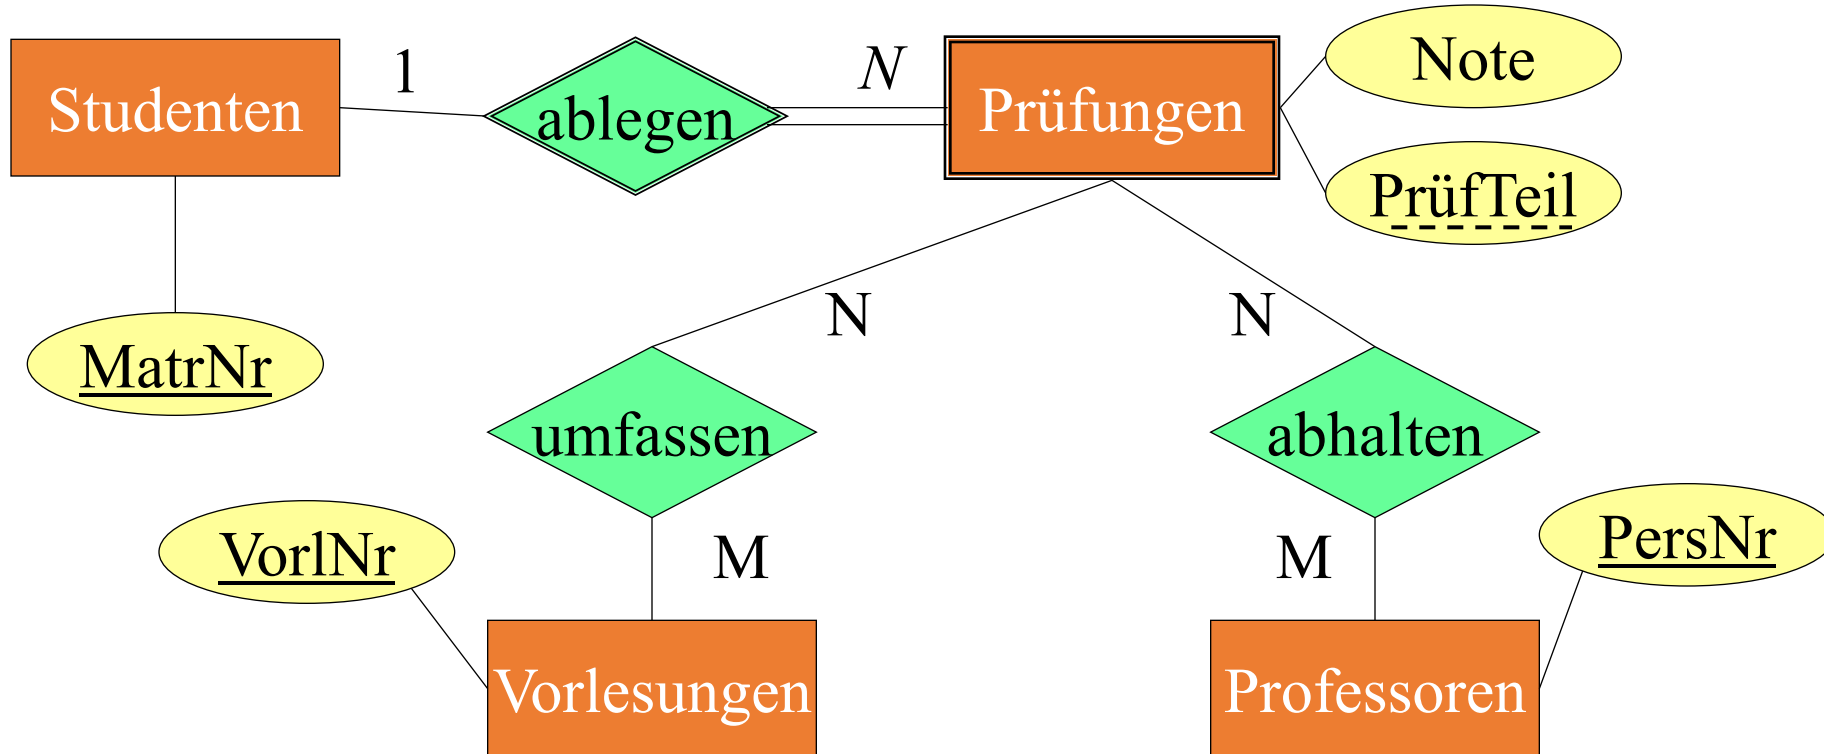 Studenten
1
ablegen
N
Prüfungen
Note
PrüfTeil
MatrNr
N
N
umfassen
abhalten
VorlNr
M
M
PersNr
Vorlesungen
Professoren